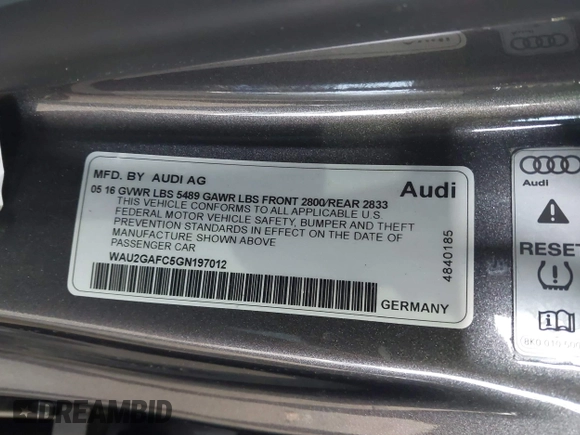 MFD. BY AUDI AG
Audi
05 16 GVWR LBS 5489 GAWR LBS FRONT 2800/REAR 2833
THIS VEHICLE CONFORMS TO ALL APPLICABLE U.S
FEDERAL MOTOR VEHICLE SAFETY, BUMPER AND THEFT
PREVENTION STANDARDS IN EFFECT ON THE DATE OF
MANUFACTURE SHOWN ABOVE
PASSENGER CAR
WAU2GAFC5GN197012
GERMANY
4840185
Audi
RESET
Audi
DREAMBID